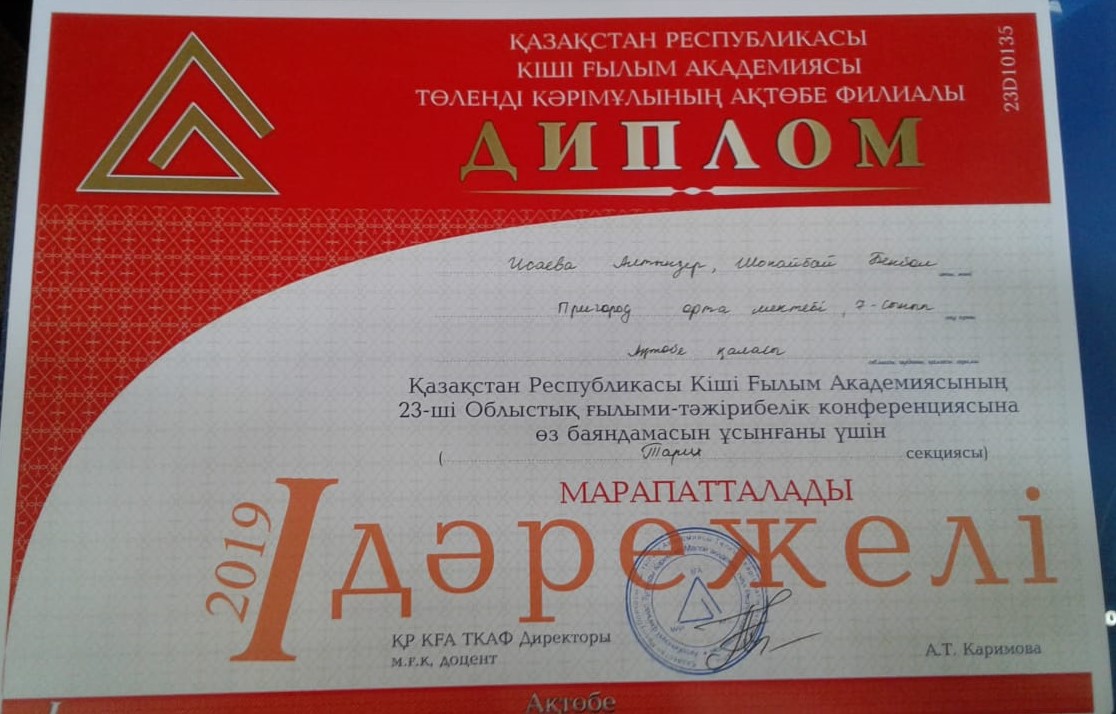 ҚАЗАҚСТАН РЕСПУБЛИКАСЫ
КІШІ ҒЫЛЫМ АКАДЕМИЯСЫ
ТӨЛЕНДІ КӘРІМҰЛЫНЫҢ АҚТӨБЕ ФИЛИАЛЫ
23D10135
ДИПЛОМ
Исаева Алтынзер, Шопайбай Бекбол
Пригород орта мектебі, 7-сынып
Ақтөбе қаласы
Қазақстан Республикасы Кіші Ғылым Академиясының
23-ші Облыстық ғылыми-тәжірибелік конференциясына
өз баяндамасын ұсынғаны үшін
(Тарих секциясы)
МАРАПАТТАЛАДЫ
2019
I дәрежелі
ҚР КҒА ТКАФ Директоры
м.ғ.к, доцент
А.Т. Каримова
Ақтөбе